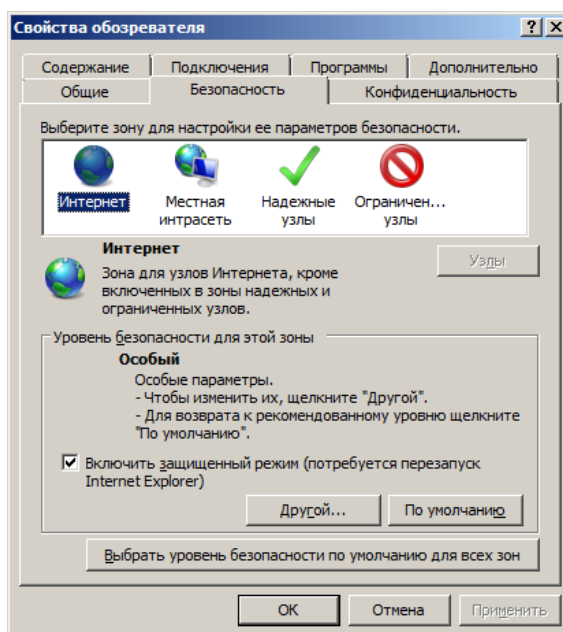 Свойства обозревателя
Содержание Подключения Программы Дополнительно
Общие Безопасность Конфиденциальность
Выберите зону для настройки ее параметров безопасности.
Интернет Местная интрасеть Надежные узлы Ограничен... узлы
Интернет
Зона для узлов Интернета, кроме
включенных в зоны надежных и
ограниченных узлов.
Узлы
Уровень безопасности для этой зоны
Особый
Особые параметры.
- Чтобы изменить их, щелкните "Другой".
- Для возврата к рекомендованному уровню щелкните
"По умолчанию".
Включить защищенный режим (потребуется перезапуск
Internet Explorer)
Другой... По умолчанию
Выбрать уровень безопасности по умолчанию для всех зон
ОК Отмена Применить